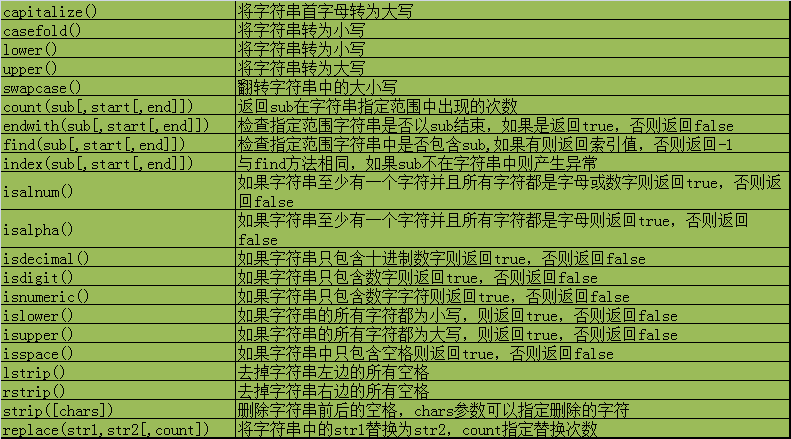 capitalize() 将字符串首字母转为大写
casefold() 将字符串转为小写
lower() 将字符串转为小写
upper() 将字符串转为大写
swapcase() 翻转字符串中的大小写
count(sub[,start[,end]]) 返回sub在字符串指定范围中出现的次数
endwith(sub[,start[,end]]) 检查指定范围字符串是否以sub结束，如果是返回true，否则返回false
find(sub[,start[,end]]) 检查指定范围字符串中是否包含sub,如果有则返回索引值，否则返回-1
index(sub[,start[,end]]) 与find方法相同，如果sub不在字符串中则产生异常
isalnum() 如果字符串至少有一个字符并且所有字符都是字母或数字则返回true，否则返
回false
isalpha() 如果字符串至少有一个字符并且所有字符都是字母则返回true，否则返回
false
isdecimal() 如果字符串只包含十进制数字则返回true，否则返回false
isdigit() 如果字符串只包含数字则返回true，否则返回false
isnumeric() 如果字符串只包含数字字符则返回true，否则返回false
islower() 如果字符串的所有字符都为小写，则返回true，否则返回false
isupper() 如果字符串的所有字符都为大写，则返回true，否则返回false
isspace() 如果字符串中只包含空格则返回true，否则返回false
lstrip() 去掉字符串左边的所有空格
rstrip() 去掉字符串右边的所有空格
strip([chars]) 删除字符串前后的空格，chars参数可以指定删除的字符
replace(str1,str2[,count]) 将字符串中的str1替换为str2，count指定替换次数